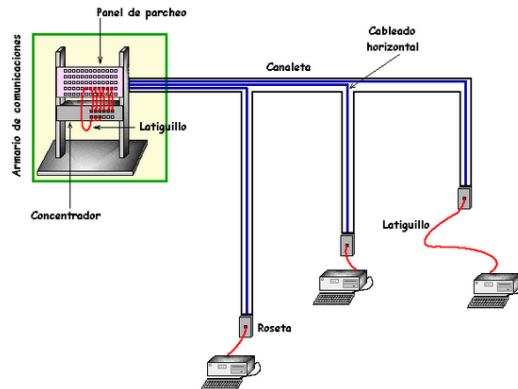 Panel de parcheo
Cableado
horizontal
Canaleta
Armario de comunicaciones
Latiguillo
Concentrador
Latiguillo
Roseta